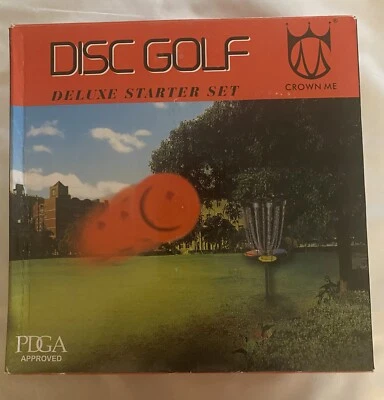 DISC GOLF
DELUXE STARTER SET
®
CROWN ME
PDGA
APPROVED